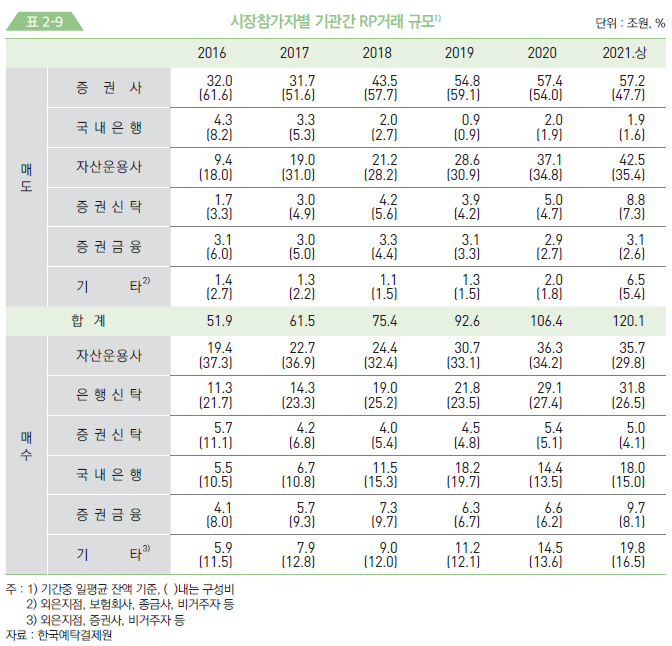 표 2-9
시장참가자별 기관간 RP거래 규모1)
단위 : 조원, %
2016 2017 2018 2019 2020 2021.상
매도
증 권 사 32.0 31.7 43.5 54.8 57.4 57.2
(61.6) (51.6) (57.7) (59.1) (54.0) (47.7)
국내은행 4.3 3.3 2.0 0.9 2.0 1.9
(8.2) (5.3) (2.7) (0.9) (1.9) (1.6)
자산운용사 9.4 19.0 21.2 28.6 37.1 42.5
(18.0) (31.0) (28.2) (30.9) (34.8) (35.4)
증권신탁 1.7 3.0 4.2 3.9 5.0 8.8
(3.3) (4.9) (5.6) (4.2) (4.7) (7.3)
증권금융 3.1 3.0 3.3 3.1 2.9 3.1
(6.0) (5.0) (4.4) (3.3) (2.7) (2.6)
기 타2) 1.4 1.3 1.1 1.3 2.0 6.5
(2.7) (2.2) (1.5) (1.5) (1.8) (5.4)
합 계 51.9 61.5 75.4 92.6 106.4 120.1
매수
자산운용사 19.4 22.7 24.4 30.7 36.3 35.7
(37.3) (36.9) (32.4) (33.1) (34.2) (29.8)
은행신탁 11.3 14.3 19.0 21.8 29.1 31.8
(21.7) (23.3) (25.2) (23.5) (27.4) (26.5)
증권신탁 5.7 4.2 4.0 4.5 5.4 5.0
(11.1) (6.8) (5.4) (4.8) (5.1) (4.1)
국내은행 5.5 6.7 11.5 18.2 14.4 18.0
(10.5) (10.8) (15.3) (19.7) (13.5) (15.0)
증권금융 4.1 5.7 7.3 6.3 6.6 9.7
(8.0) (9.3) (9.7) (6.7) (6.2) (8.1)
기 타3) 5.9 7.9 9.0 11.2 14.5 19.8
(11.5) (12.8) (12.0) (12.1) (13.6) (16.5)
주 : 1) 기간중 일평균 잔액 기준, ( )내는 구성비
2) 외은지점, 보험회사, 종금사, 비거주자 등
3) 외은지점, 증권사, 비거주자 등
자료 : 한국예탁결제원